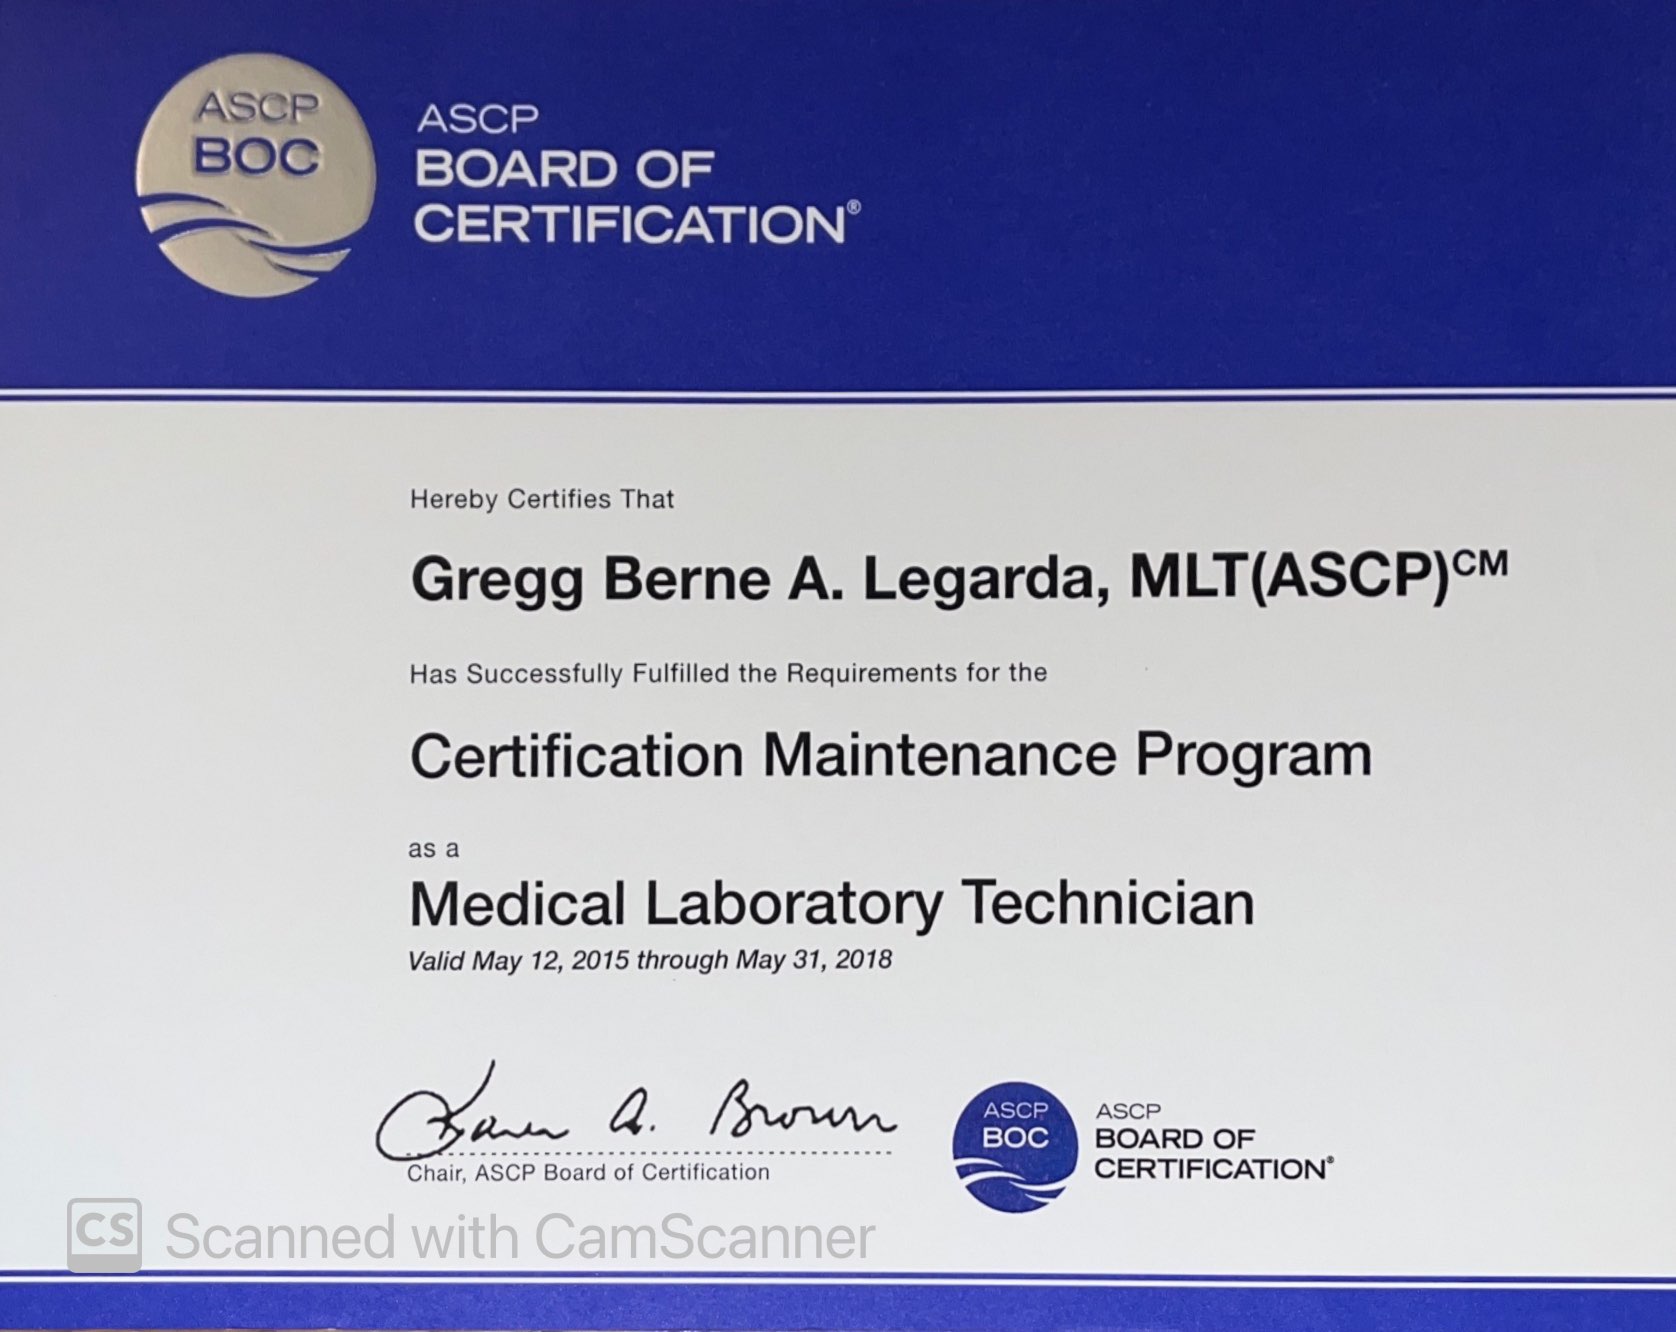 ASCP
BOC
ASCP
BOARD OF
CERTIFICATION®
Hereby Certifies That
Gregg Berne A. Legarda, MLT(ASCP)CM
Has Successfully Fulfilled the Requirements for the
Certification Maintenance Program
as a
Medical Laboratory Technician
Valid May 12, 2015 through May 31, 2018
Karen A. Brown
Chair, ASCP Board of Certification
ASCP
BOC
ASCP
BOARD OF
CERTIFICATION®
CS Scanned with CamScanner